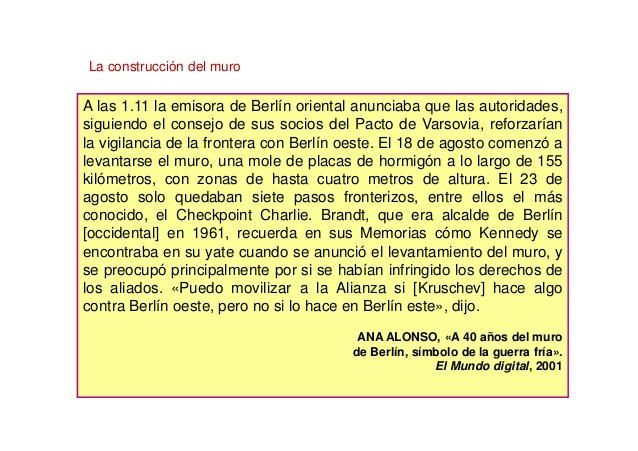 La construcción del muro
A las 1.11 la emisora de Berlín oriental anunciaba que las autoridades,
siguiendo el consejo de sus socios del Pacto de Varsovia, reforzarían
la vigilancia de la frontera con Berlín oeste. El 18 de agosto comenzó a
levantarse el muro, una mole de placas de hormigón a lo largo de 155
kilómetros, con zonas de hasta cuatro metros de altura. El 23 de
agosto solo quedaban siete pasos fronterizos, entre ellos el más
conocido, el Checkpoint Charlie. Brandt, que era alcalde de Berlín
[occidental] en 1961, recuerda en sus Memorias cómo Kennedy se
encontraba en su yate cuando se anunció el levantamiento del muro, y
se preocupó principalmente por si se habían infringido los derechos de
los aliados. «Puedo movilizar a la Alianza si [Kruschev] hace algo
contra Berlín oeste, pero no si lo hace en Berlín este», dijo.
ANA ALONSO, «A 40 años del muro
de Berlín, símbolo de la guerra fría».
El Mundo digital, 2001